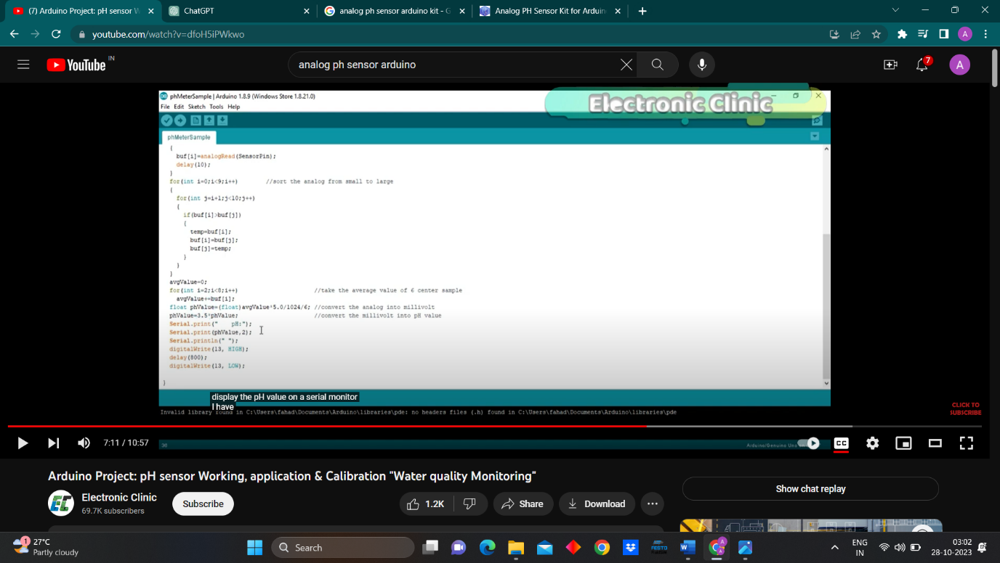 (7) Arduino Project: pH sensor W
ChatGPT
analog ph sensor arduino kit - G
Analog PH Sensor Kit for Arduin
youtube.com/watch?v=dfoH5iPWkwo
A
YouTube IN
analog ph sensor arduino
7
A
phMeterSample | Arduino 1.8.9 (Windows Store 1.8.21.0)
Electronic Clinic
File Edit Sketch Tools Help
phMeterSample
{
buf[i]=analogRead(SensorPin);
delay(10);
}
for(int i=0;i<9;i++) //sort the analog from small to large
{
for(int j=i+1;j<10;j++)
{
if(buf[i]>buf[j])
{
temp=buf[i];
buf[i]=buf[j];
buf[j]=temp;
}
}
}
avgValue=0;
for(int i=2;i<8;i++) //take the average value of 6 center sample
avgValue+=buf[i];
float phValue=(float)avgValue*5.0/1024/6; //convert the analog into millivolt
phValue=3.5*phValue; //convert the millivolt into pH value
Serial.print(" pH:");
Serial.print(phValue,2);
Serial.println(" ");
digitalWrite(13, HIGH);
delay(800);
digitalWrite(13, LOW);
}
display the pH value on a serial monitor
I have
CLICK TO
SUBSCRIBE
Invalid library found in C:\Users\fahad\Documents\Arduino\libraries\pde: no headers files (.h) found in C:\Users\fahad\Documents\Arduino\libraries\pde
7:11 / 10:57
30
Arduino/Genuino Uno
CC
Arduino Project: pH sensor Working, application & Calibration "Water quality Monitoring"
Electronic Clinic
69.7K subscribers
Subscribe
1.2K
Share
Download
Show chat replay
1
27°C
Partly cloudy
Search
FESTO
ENG
IN
03:02
28-10-2023